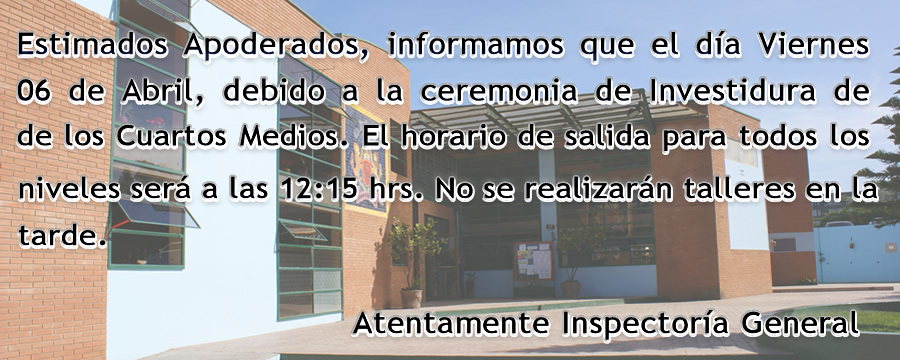 Estimados Apoderados, informamos que el día Viernes
06 de Abril, debido a la ceremonia de Investidura de
de los Cuartos Medios. El horario de salida para todos los
niveles será a las 12:15 hrs. No se realizarán talleres en la
tarde.
Atentamente Inspectoría General